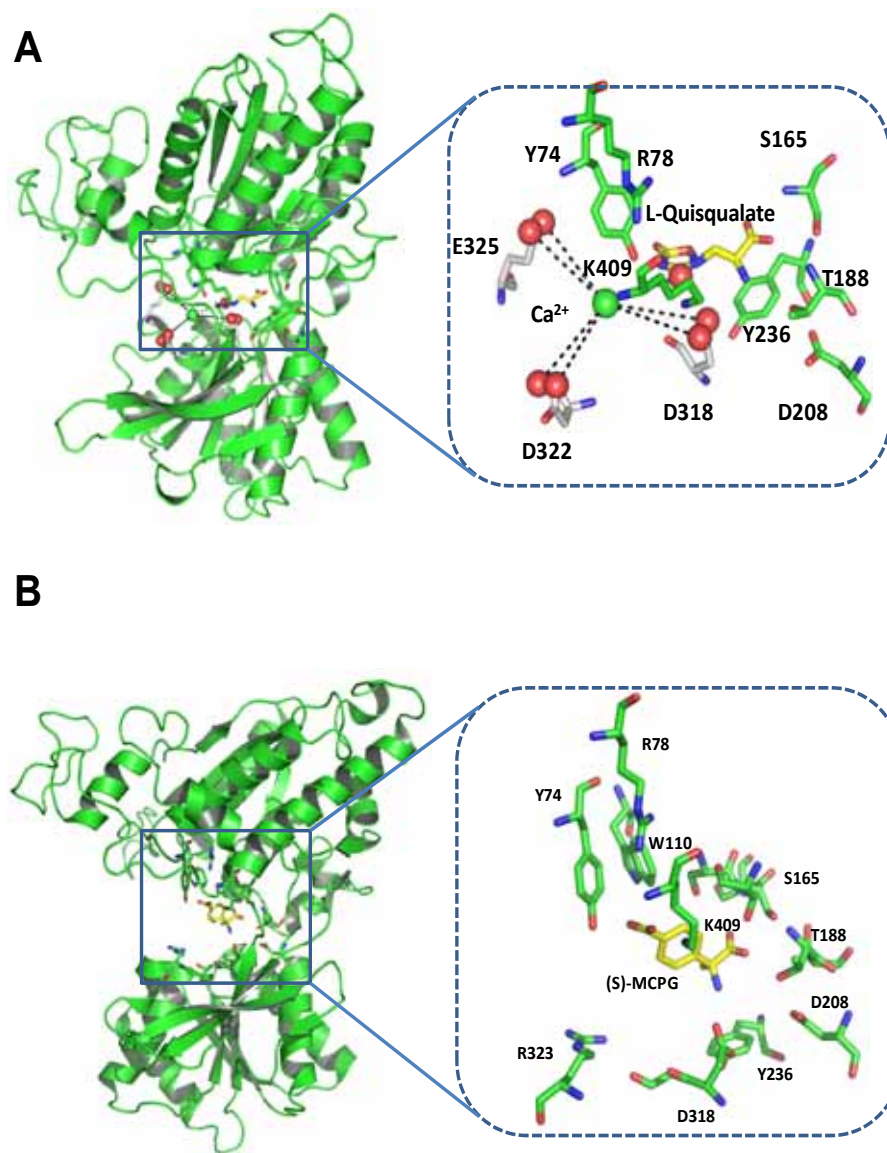 A
Y74
R78
S165
L-Quisqualate
E325
K409
T188
Ca²⁺
Y236
D318
D208
D322
B
R78
Y74
W110
S165
K409
T188
(S)-MCPG
D208
R323
Y236
D318